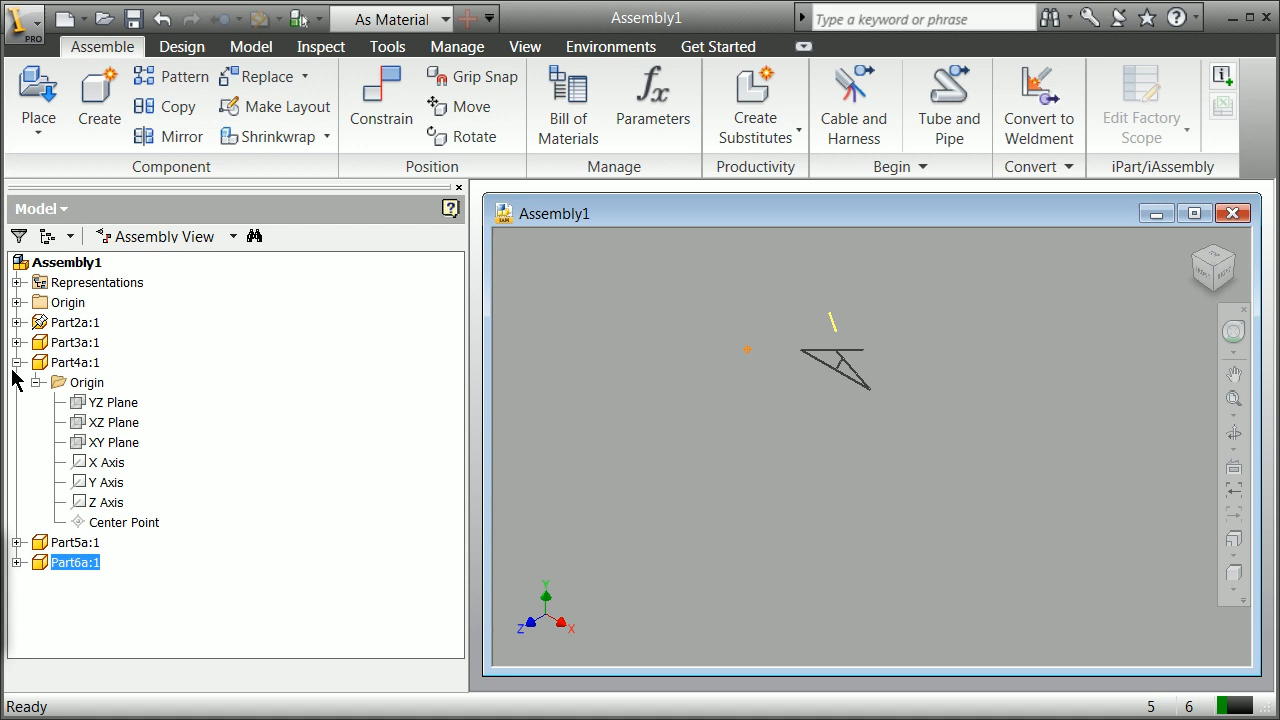 PRO
As Material
Assembly1
Type a keyword or phrase
Assemble Design Model Inspect Tools Manage View Environments Get Started
Place
Create
Pattern
Copy
Mirror
Replace
Make Layout
Shrinkwrap
Constrain
Grip Snap
Move
Rotate
Bill of
Materials
Parameters
Create
Substitutes
Cable and
Harness
Tube and
Pipe
Convert to
Weldment
Edit Factory
Scope
Component Position Manage Productivity Begin Convert iPart/iAssembly
Model
Assembly View
Assembly1
Representations
Origin
Part2a:1
Part3a:1
Part4a:1
Origin
YZ Plane
XZ Plane
XY Plane
X Axis
Y Axis
Z Axis
Center Point
Part5a:1
Part6a:1
Assembly1
Y
Z
X
Ready
5 6